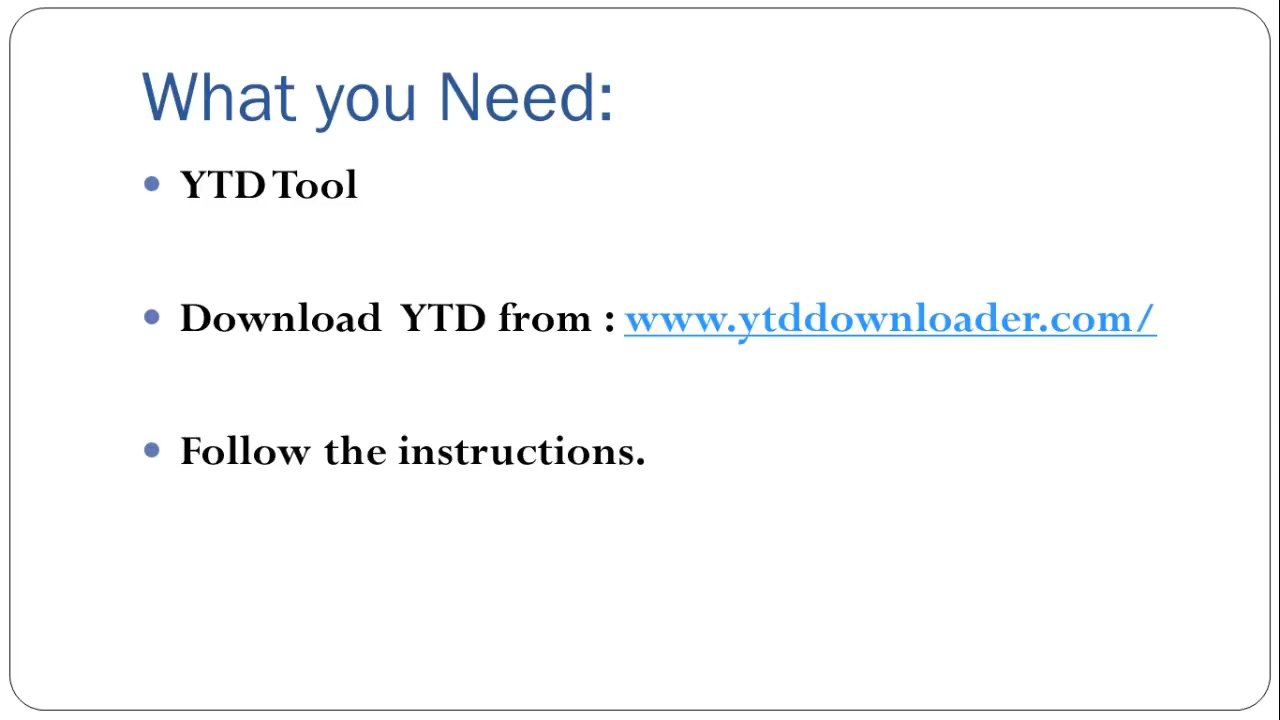 What you Need:
YTD Tool
Download YTD from : www.ytddownloader.com/
Follow the instructions.